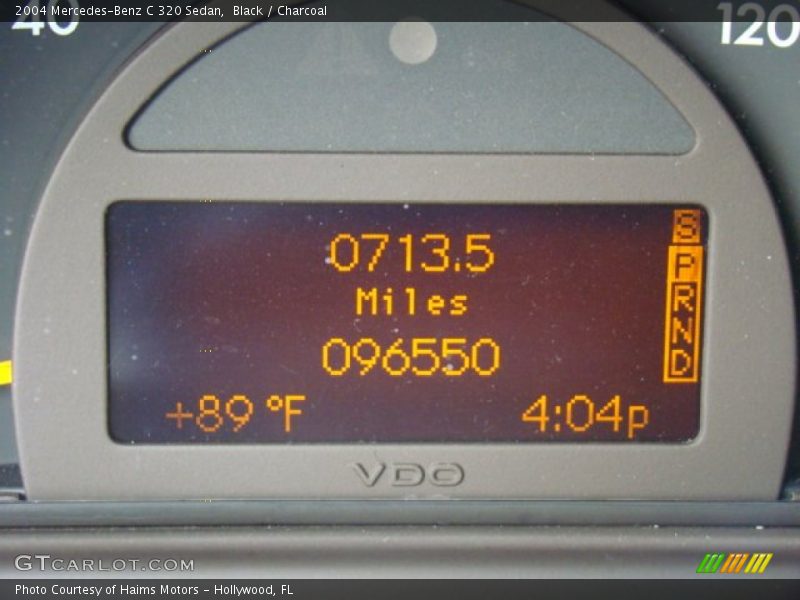 2004 Mercedes-Benz C 320 Sedan, Black / Charcoal
40
120
0713.5
Miles
096550
+89 °F
4:04p
S
P
R
N
D
VDO
GTCARLOT.COM
Photo Courtesy of Haims Motors - Hollywood, FL